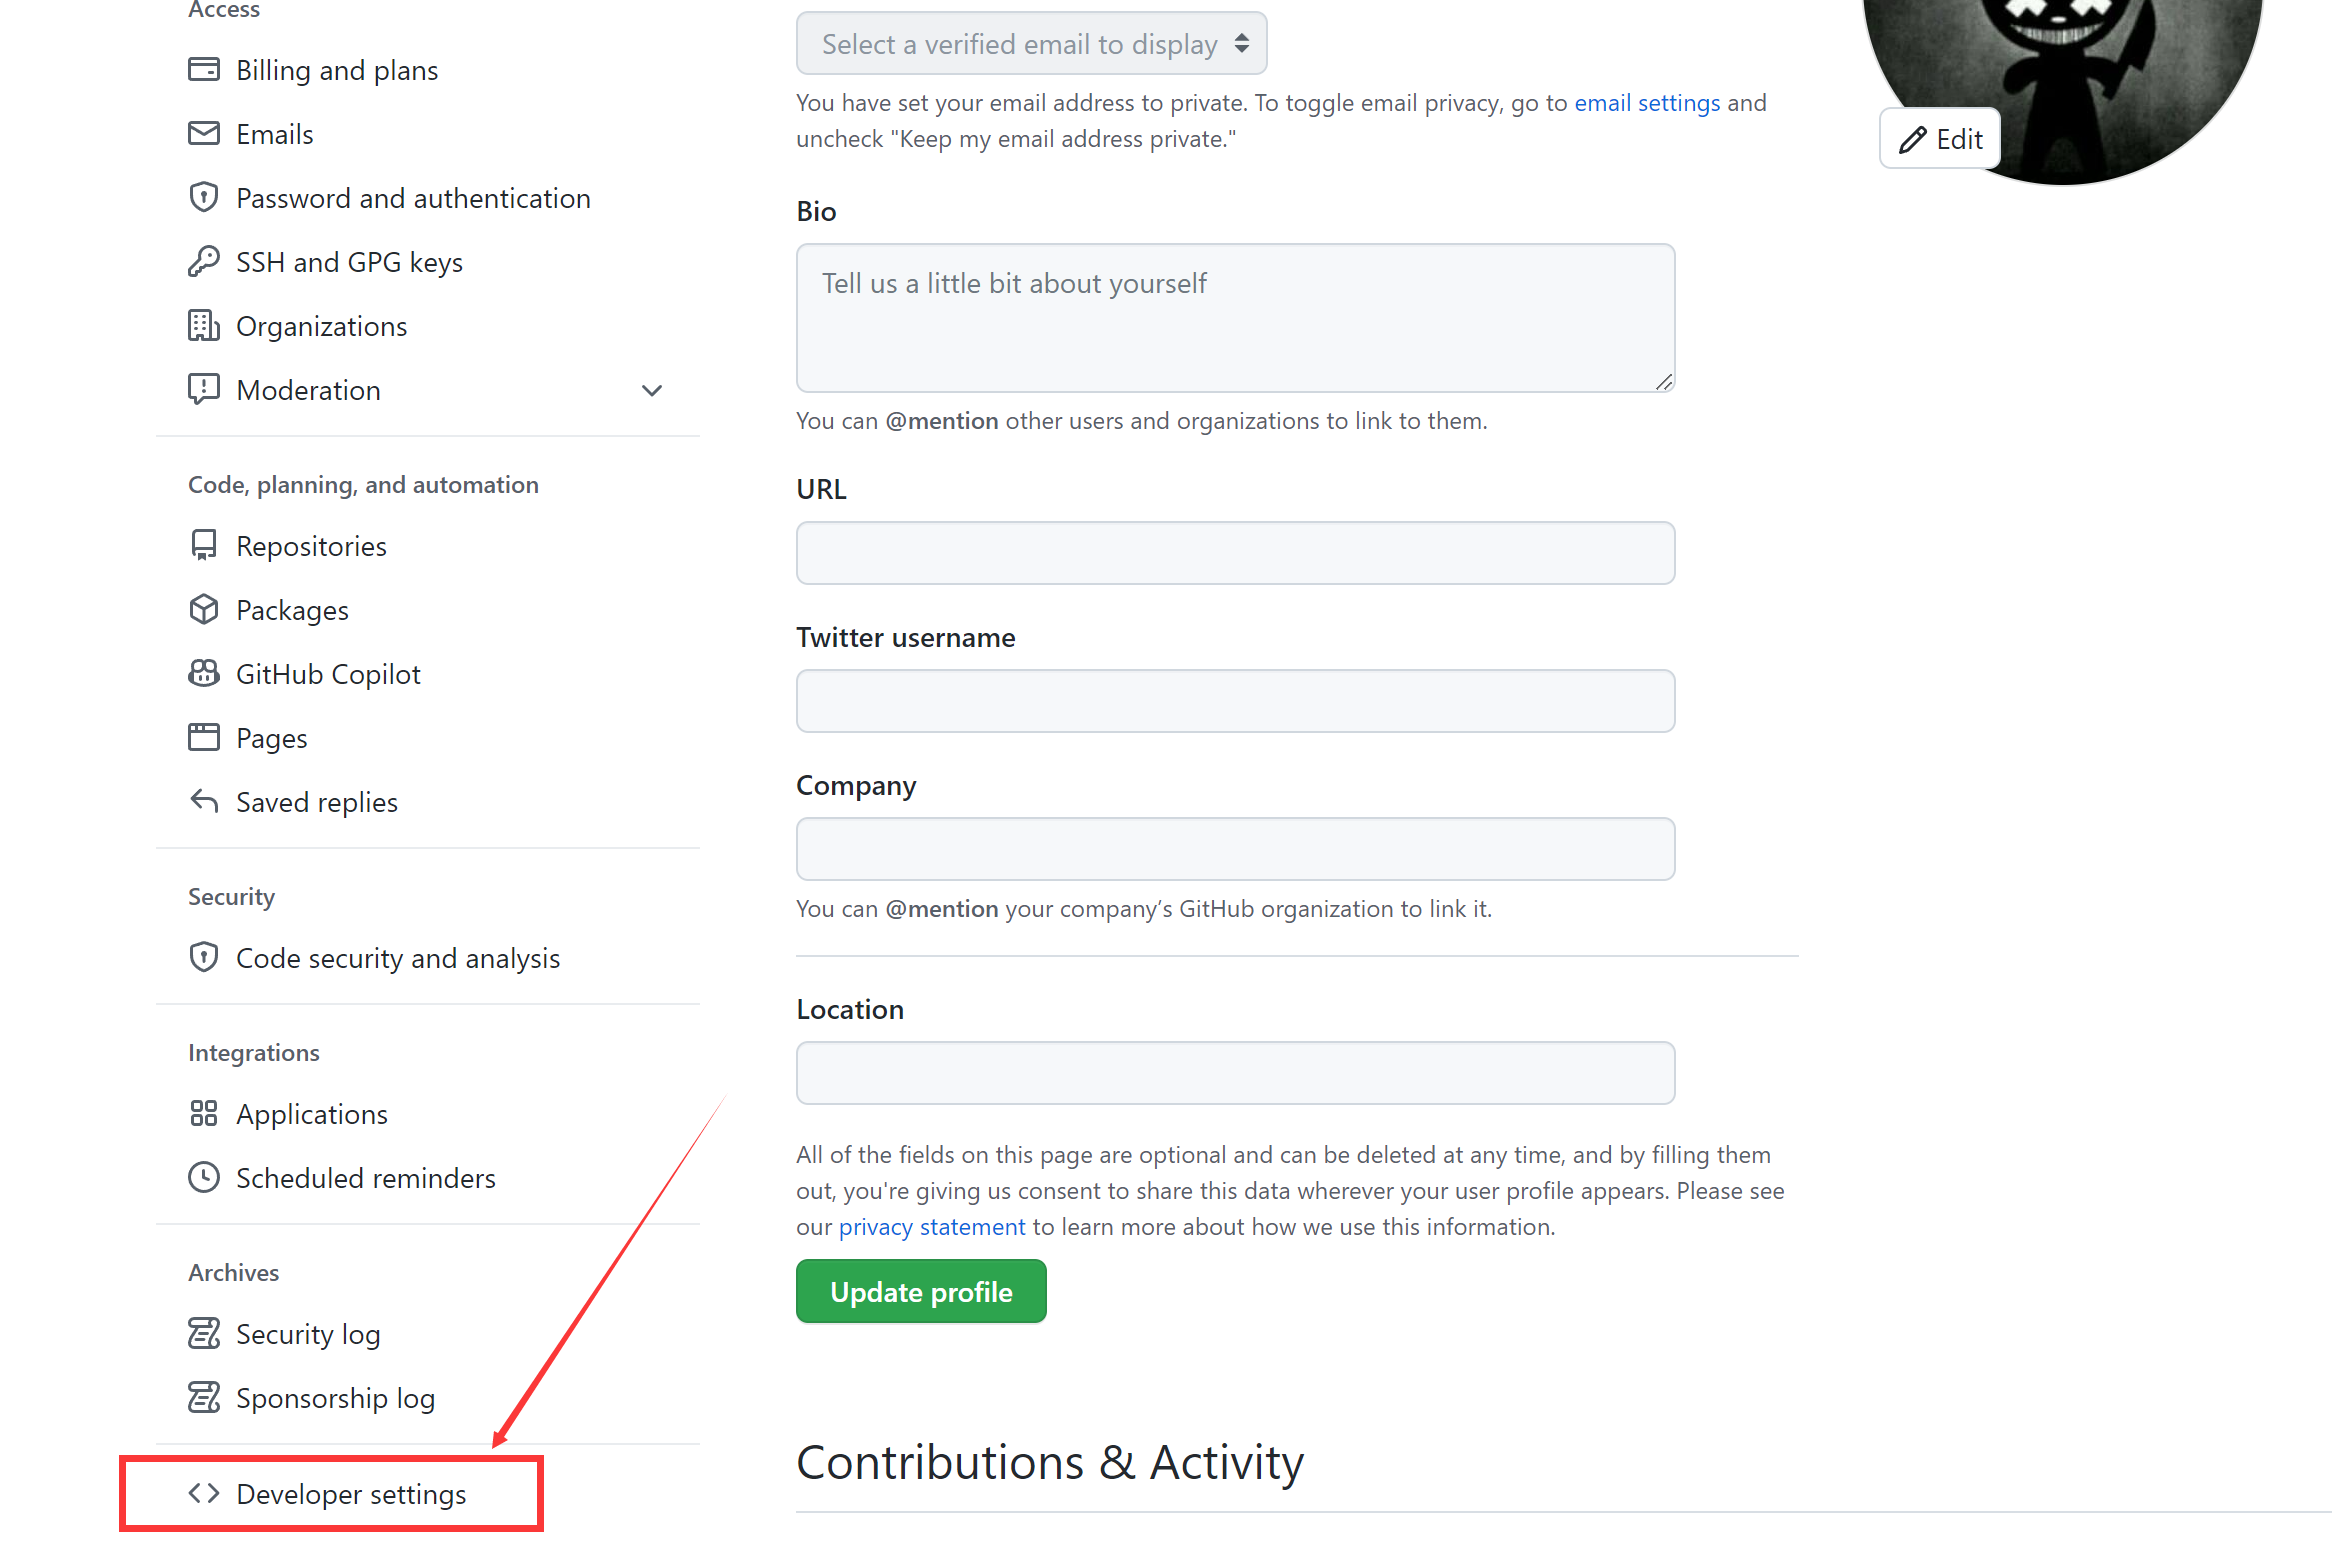 Access
Billing and plans
Emails
Password and authentication
SSH and GPG keys
Organizations
Moderation
Code, planning, and automation
Repositories
Packages
GitHub Copilot
Pages
Saved replies
Security
Code security and analysis
Integrations
Applications
Scheduled reminders
Archives
Security log
Sponsorship log
Developer settings
Select a verified email to display
You have set your email address to private. To toggle email privacy, go to email settings and
uncheck "Keep my email address private."
Bio
Tell us a little bit about yourself
You can @mention other users and organizations to link to them.
URL
Twitter username
Company
You can @mention your company’s GitHub organization to link it.
Location
All of the fields on this page are optional and can be deleted at any time, and by filling them
out, you're giving us consent to share this data wherever your user profile appears. Please see
our privacy statement to learn more about how we use this information.
Update profile
Contributions & Activity
Edit